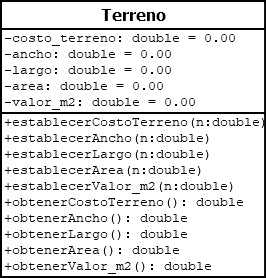 Terreno
-costo_terreno: double = 0.00
-ancho: double = 0.00
-largo: double = 0.00
-area: double = 0.00
-valor_m2: double = 0.00
+establecerCostoTerreno(n:double)
+establecerAncho(n:double)
+establecerLargo(n:double)
+establecerArea(n:double)
+establecerValor_m2(n:double)
+obtenerCostoTerreno(): double
+obtenerAncho(): double
+obtenerLargo(): double
+obtenerArea(): double
+obtenerValor_m2(): double